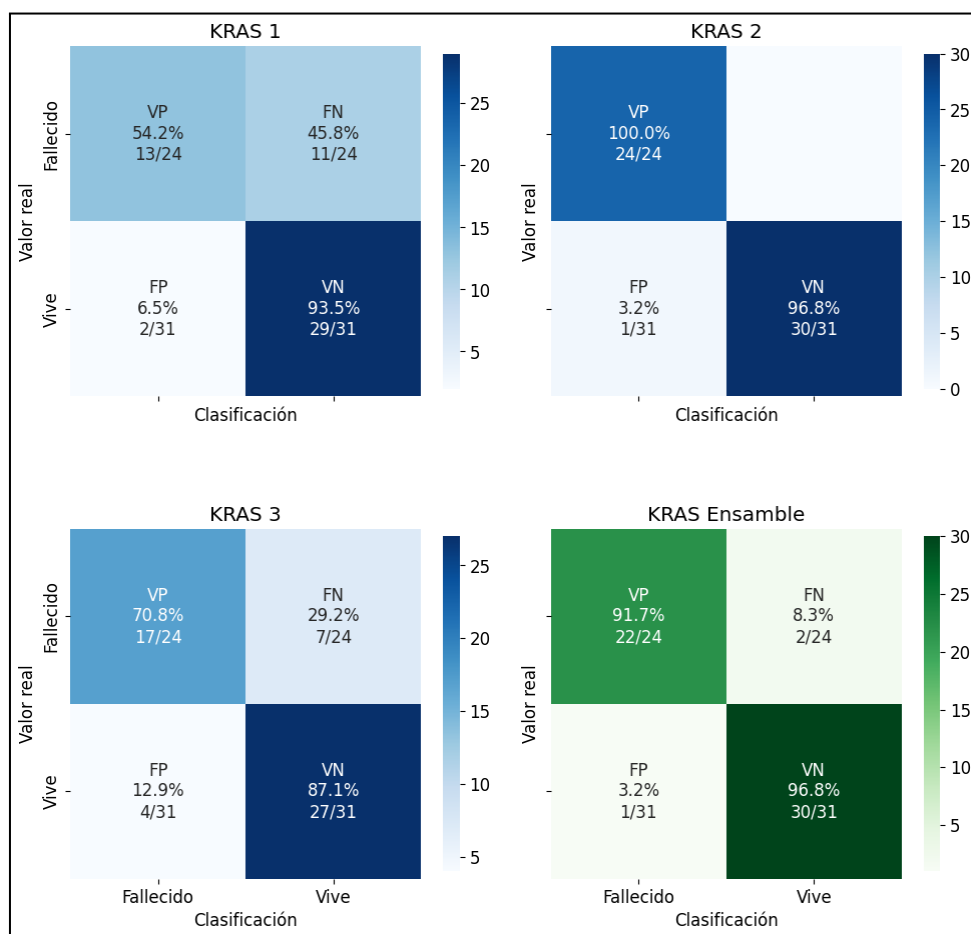 KRAS 1
Valor real
Fallecido
Vive
VP
54.2%
13/24
FN
45.8%
11/24
FP
6.5%
2/31
VN
93.5%
29/31
Clasificación
25
20
15
10
5
KRAS 2
Valor real
VP
100.0%
24/24
FP
3.2%
1/31
VN
96.8%
30/31
Clasificación
30
25
20
15
10
5
0
KRAS 3
Valor real
Fallecido
Vive
VP
70.8%
17/24
FN
29.2%
7/24
FP
12.9%
4/31
VN
87.1%
27/31
Fallecido
Vive
Clasificación
25
20
15
10
5
KRAS Ensamble
Valor real
VP
91.7%
22/24
FN
8.3%
2/24
FP
3.2%
1/31
VN
96.8%
30/31
Fallecido
Vive
Clasificación
30
25
20
15
10
5